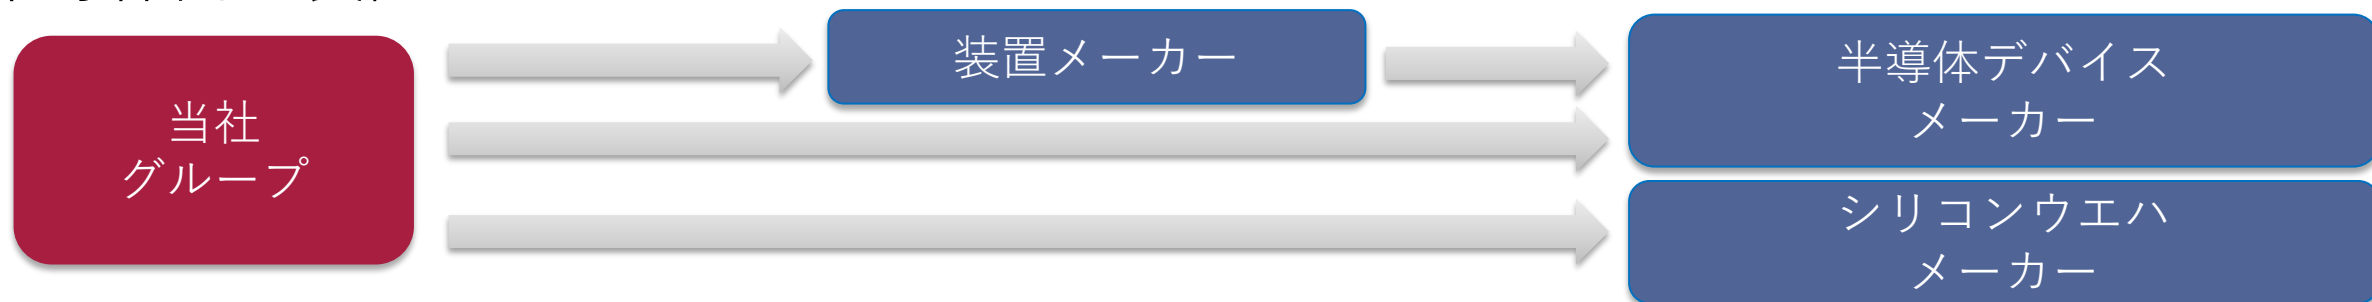 当社
グループ
装置メーカー
半導体デバイス
メーカー
シリコンウエハ
メーカー